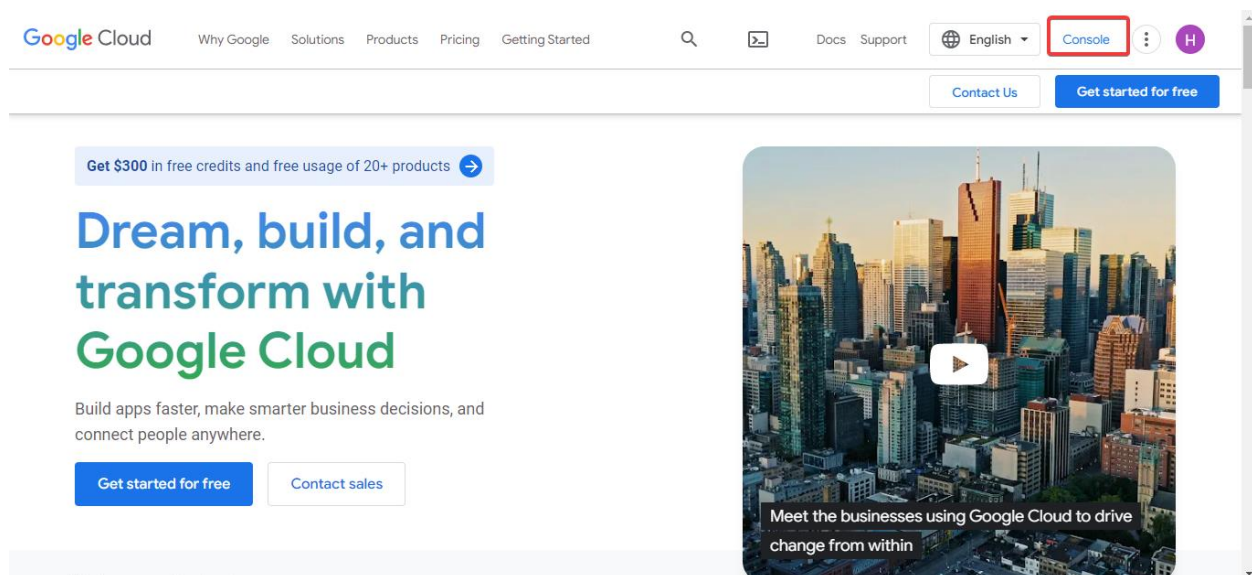 Google Cloud Why Google Solutions Products Pricing Getting Started Docs Support English Console H
Contact Us Get started for free
Get $300 in free credits and free usage of 20+ products
Dream, build, and
transform with
Google Cloud
Build apps faster, make smarter business decisions, and
connect people anywhere.
Get started for free Contact sales
Meet the businesses using Google Cloud to drive
change from within